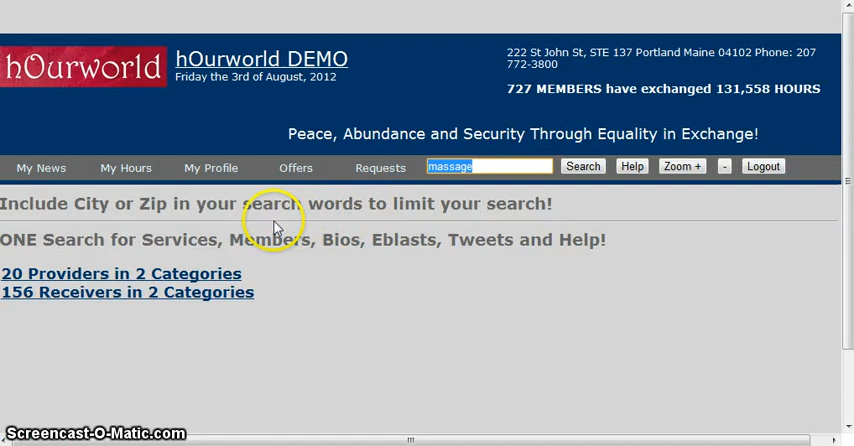 hOurworld
hOurworld DEMO
Friday the 3rd of August, 2012
222 St John St, STE 137 Portland Maine 04102 Phone: 207
772-3800
727 MEMBERS have exchanged 131,558 HOURS
Peace, Abundance and Security Through Equality in Exchange!
My News My Hours My Profile Offers Requests massage Search Help Zoom + - Logout
Include City or Zip in your search words to limit your search!
ONE Search for Services, Members, Bios, Eblasts, Tweets and Help!
20 Providers in 2 Categories
156 Receivers in 2 Categories
Screencast-O-Matic.com